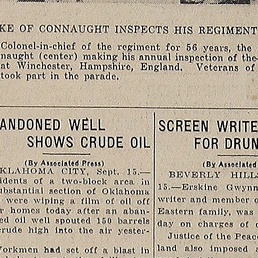 KE OF CONNAUGHT INSPECTS HIS REGIMENT
Colonel-in-chief of the regiment for 56 years, the
naught (center) making his annual inspection of the
at Winchester, Hampshire, England. Veterans of
took part in the parade.
ANDONED WELL
SHOWS CRUDE OIL
(By Associated Press)
KLAHOMA CITY, Sept. 15.—
idents of a two-block area in
ubstantial section of Oklahoma
were wiping a film of oil off
r homes today after an aban-
ed oil well spouted 150 barrels
crude high into the air yester-
Workmen had set off a blast in
SCREEN WRITE
FOR DRUN
(By Associated
BEVERLY HILLS
15.—Erskine Gwynn
writer and member o
Eastern family, was
day on charges of dr
Justice of the Peac
land also imposed a